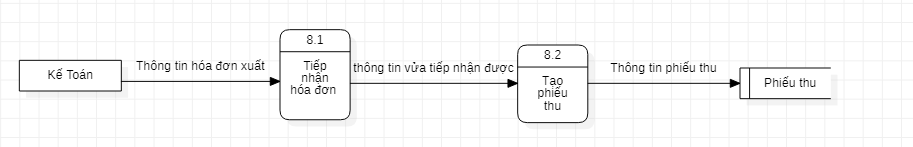 Kế Toán
Thông tin hóa đơn xuất
8.1
Tiếp
nhận
hóa đơn
thông tin vừa tiếp nhận được
8.2
Tạo
phiếu
thu
Thông tin phiếu thu
Phiếu thu